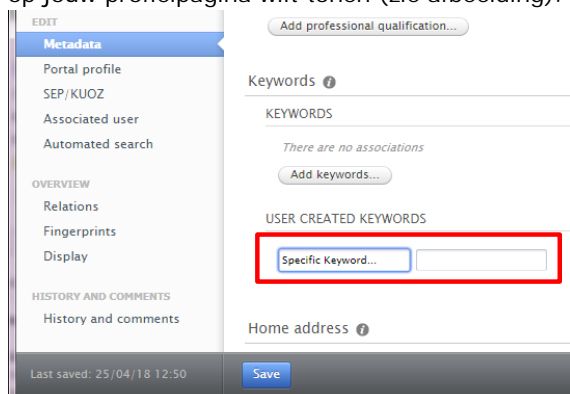 op jouw profielpagina wilt tonen (zie afbeelding).
EDIT
Metadata
Portal profile
SEP/KUOZ
Associated user
Automated search
OVERVIEW
Relations
Fingerprints
Display
HISTORY AND COMMENTS
History and comments
Last saved: 25/04/18 12:50
Add professional qualification...
Keywords
KEYWORDS
There are no associations
Add keywords...
USER CREATED KEYWORDS
Specific Keyword...
Home address
Save